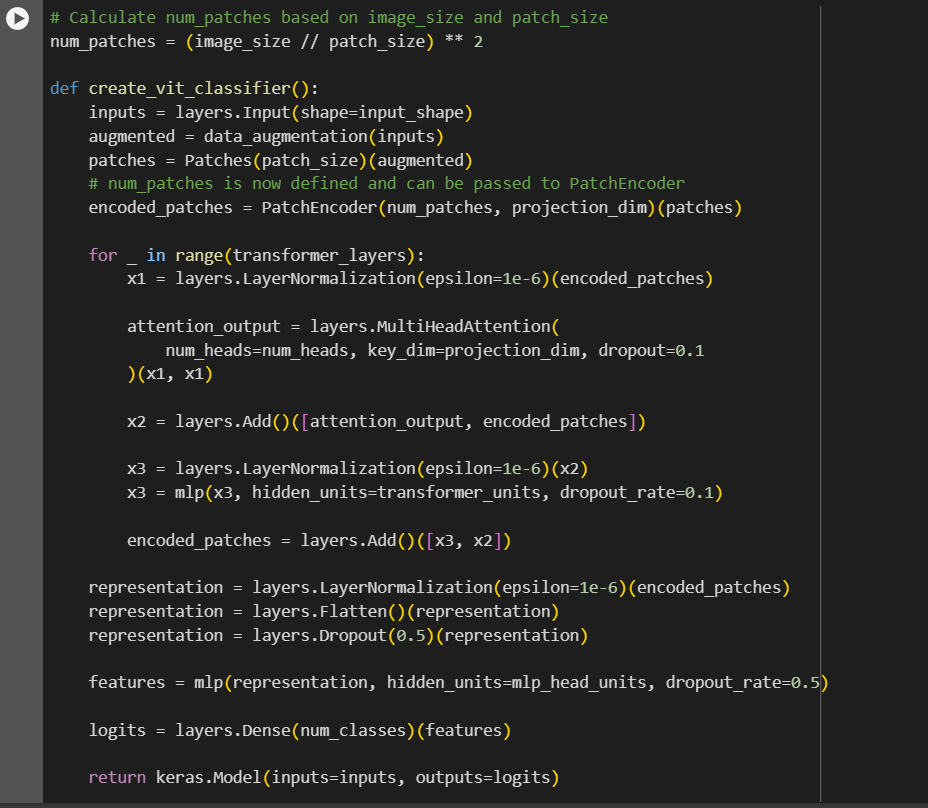 # Calculate num_patches based on image_size and patch_size
num_patches = (image_size // patch_size) ** 2
def create_vit_classifier():
    inputs = layers.Input(shape=input_shape)
    augmented = data_augmentation(inputs)
    patches = Patches(patch_size)(augmented)
    # num_patches is now defined and can be passed to PatchEncoder
    encoded_patches = PatchEncoder(num_patches, projection_dim)(patches)
    for _ in range(transformer_layers):
        x1 = layers.LayerNormalization(epsilon=1e-6)(encoded_patches)
        attention_output = layers.MultiHeadAttention(
            num_heads=num_heads, key_dim=projection_dim, dropout=0.1
        )(x1, x1)
        x2 = layers.Add()([attention_output, encoded_patches])
        x3 = layers.LayerNormalization(epsilon=1e-6)(x2)
        x3 = mlp(x3, hidden_units=transformer_units, dropout_rate=0.1)
        encoded_patches = layers.Add()([x3, x2])
    representation = layers.LayerNormalization(epsilon=1e-6)(encoded_patches)
    representation = layers.Flatten()(representation)
    representation = layers.Dropout(0.5)(representation)
    features = mlp(representation, hidden_units=mlp_head_units, dropout_rate=0.5)
    logits = layers.Dense(num_classes)(features)
    return keras.Model(inputs=inputs, outputs=logits)